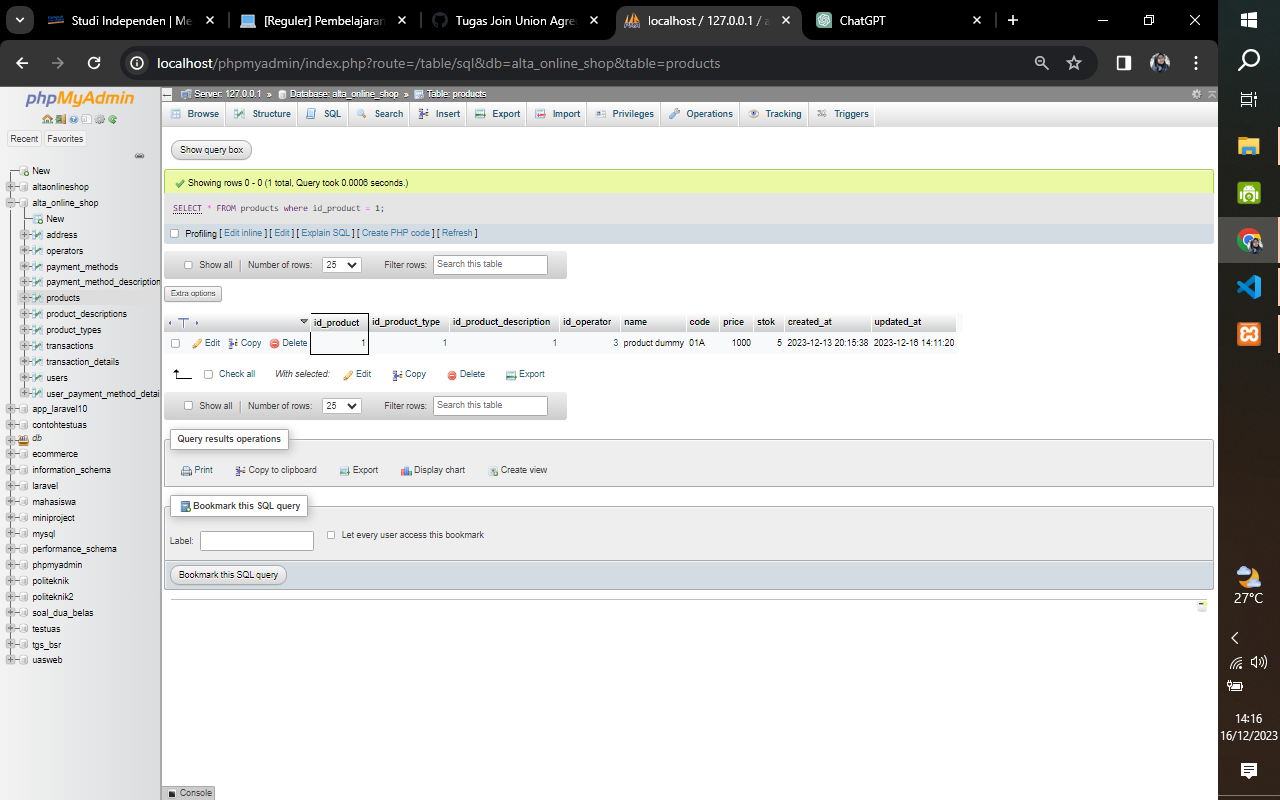 Studi Independen | Me
[Reguler] Pembelajaran
Tugas Join Union Agre
localhost / 127.0.0.1 / a
ChatGPT
localhost/phpmyadmin/index.php?route=/table/sql&db=alta_online_shop&table=products
phpMyAdmin
Recent
Favorites
New
altaonlineshop
alta_online_shop
New
address
operators
payment_methods
payment_method_description
products
product_descriptions
product_types
transactions
transaction_details
users
user_payment_method_detai
app_laravel10
contohtestuas
db
ecommerce
information_schema
laravel
mahasiswa
miniproject
mysql
performance_schema
phpmyadmin
politeknik
politeknik2
soal_dua_belas
testuas
tgs_bsr
uasweb
Server: 127.0.0.1 » Database: alta_online_shop » Table: products
Browse Structure SQL Search Insert Export Import Privileges Operations Tracking Triggers
Show query box
Showing rows 0 - 0 (1 total, Query took 0.0006 seconds.)
SELECT * FROM products where id_product = 1;
Profiling [ Edit inline ] [ Edit ] [ Explain SQL ] [ Create PHP code ] [ Refresh ]
Show all | Number of rows: 25 Filter rows: Search this table
Extra options
id_product id_product_type id_product_description id_operator name code price stok created_at updated_at
Edit Copy Delete 1 1 1 3 product dummy 01A 1000 5 2023-12-13 20:15:38 2023-12-16 14:11:20
Check all With selected: Edit Copy Delete Export
Show all | Number of rows: 25 Filter rows: Search this table
Query results operations
Print Copy to clipboard Export Display chart Create view
Bookmark this SQL query
Label: Let every user access this bookmark
Bookmark this SQL query
Console
27°C
14:16
16/12/2023